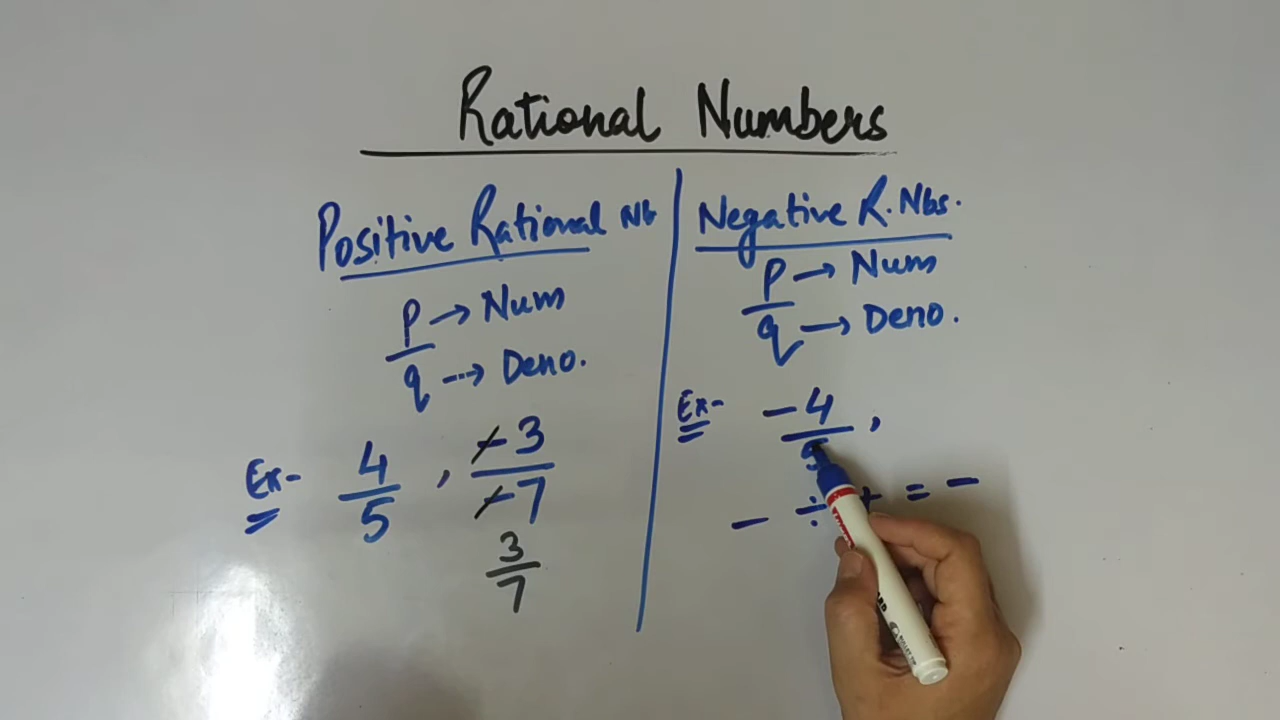 Rational Numbers
Positive Rational Nb
P → Num
q → Deno.
Ex- 4/5 , -3/-7
3/7
Negative R. Nbs.
P → Num
q → Deno.
Ex- -4/5 ,
- ÷ + = -